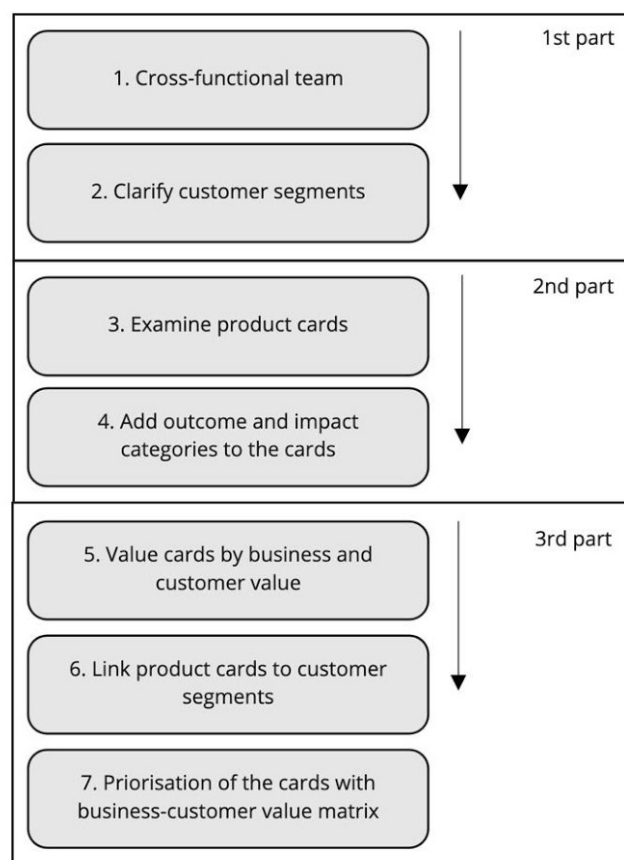 1st part
1. Cross-functional team
2. Clarify customer segments
2nd part
3. Examine product cards
4. Add outcome and impact
categories to the cards
3rd part
5. Value cards by business and
customer value
6. Link product cards to customer
segments
7. Priorisation of the cards with
business-customer value matrix